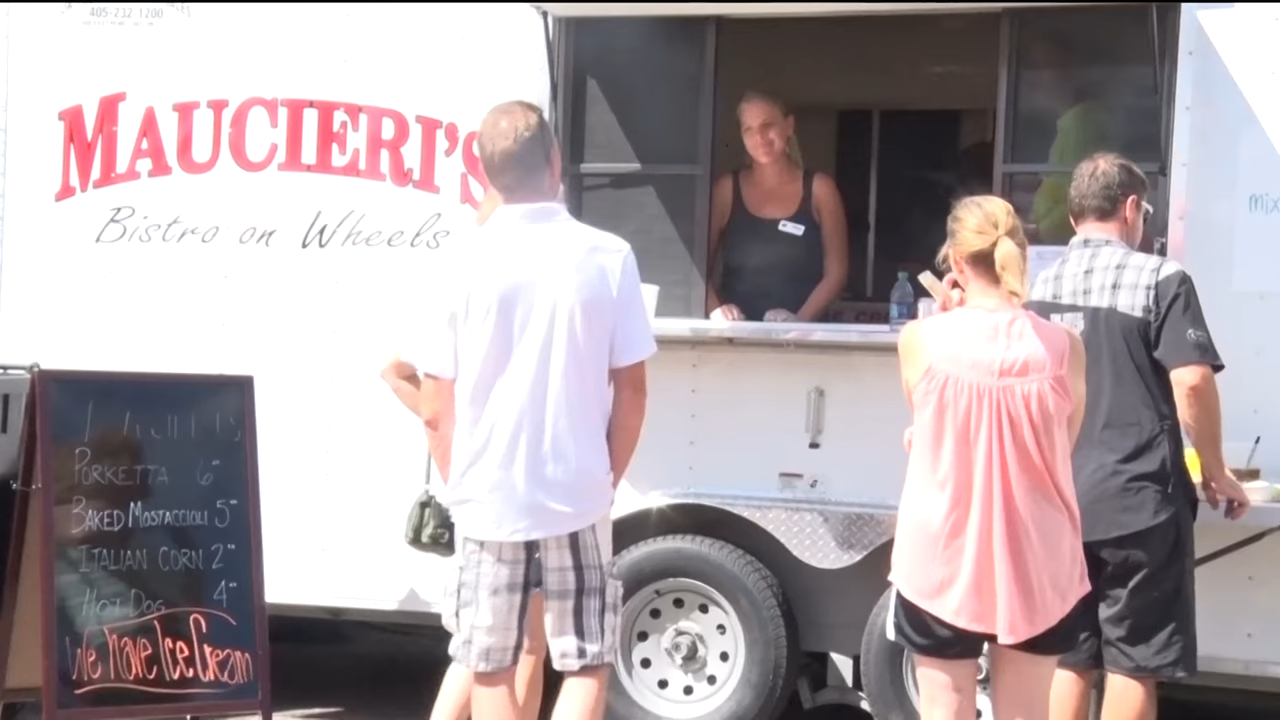 405-232-1200
MAUCIERI'S
Bistro on Wheels
mix
PORKETTA 6
BAKED MOSTACCIOLI 5
ITALIAN CORN 2
HOT DOG 4
We have Ice Cream